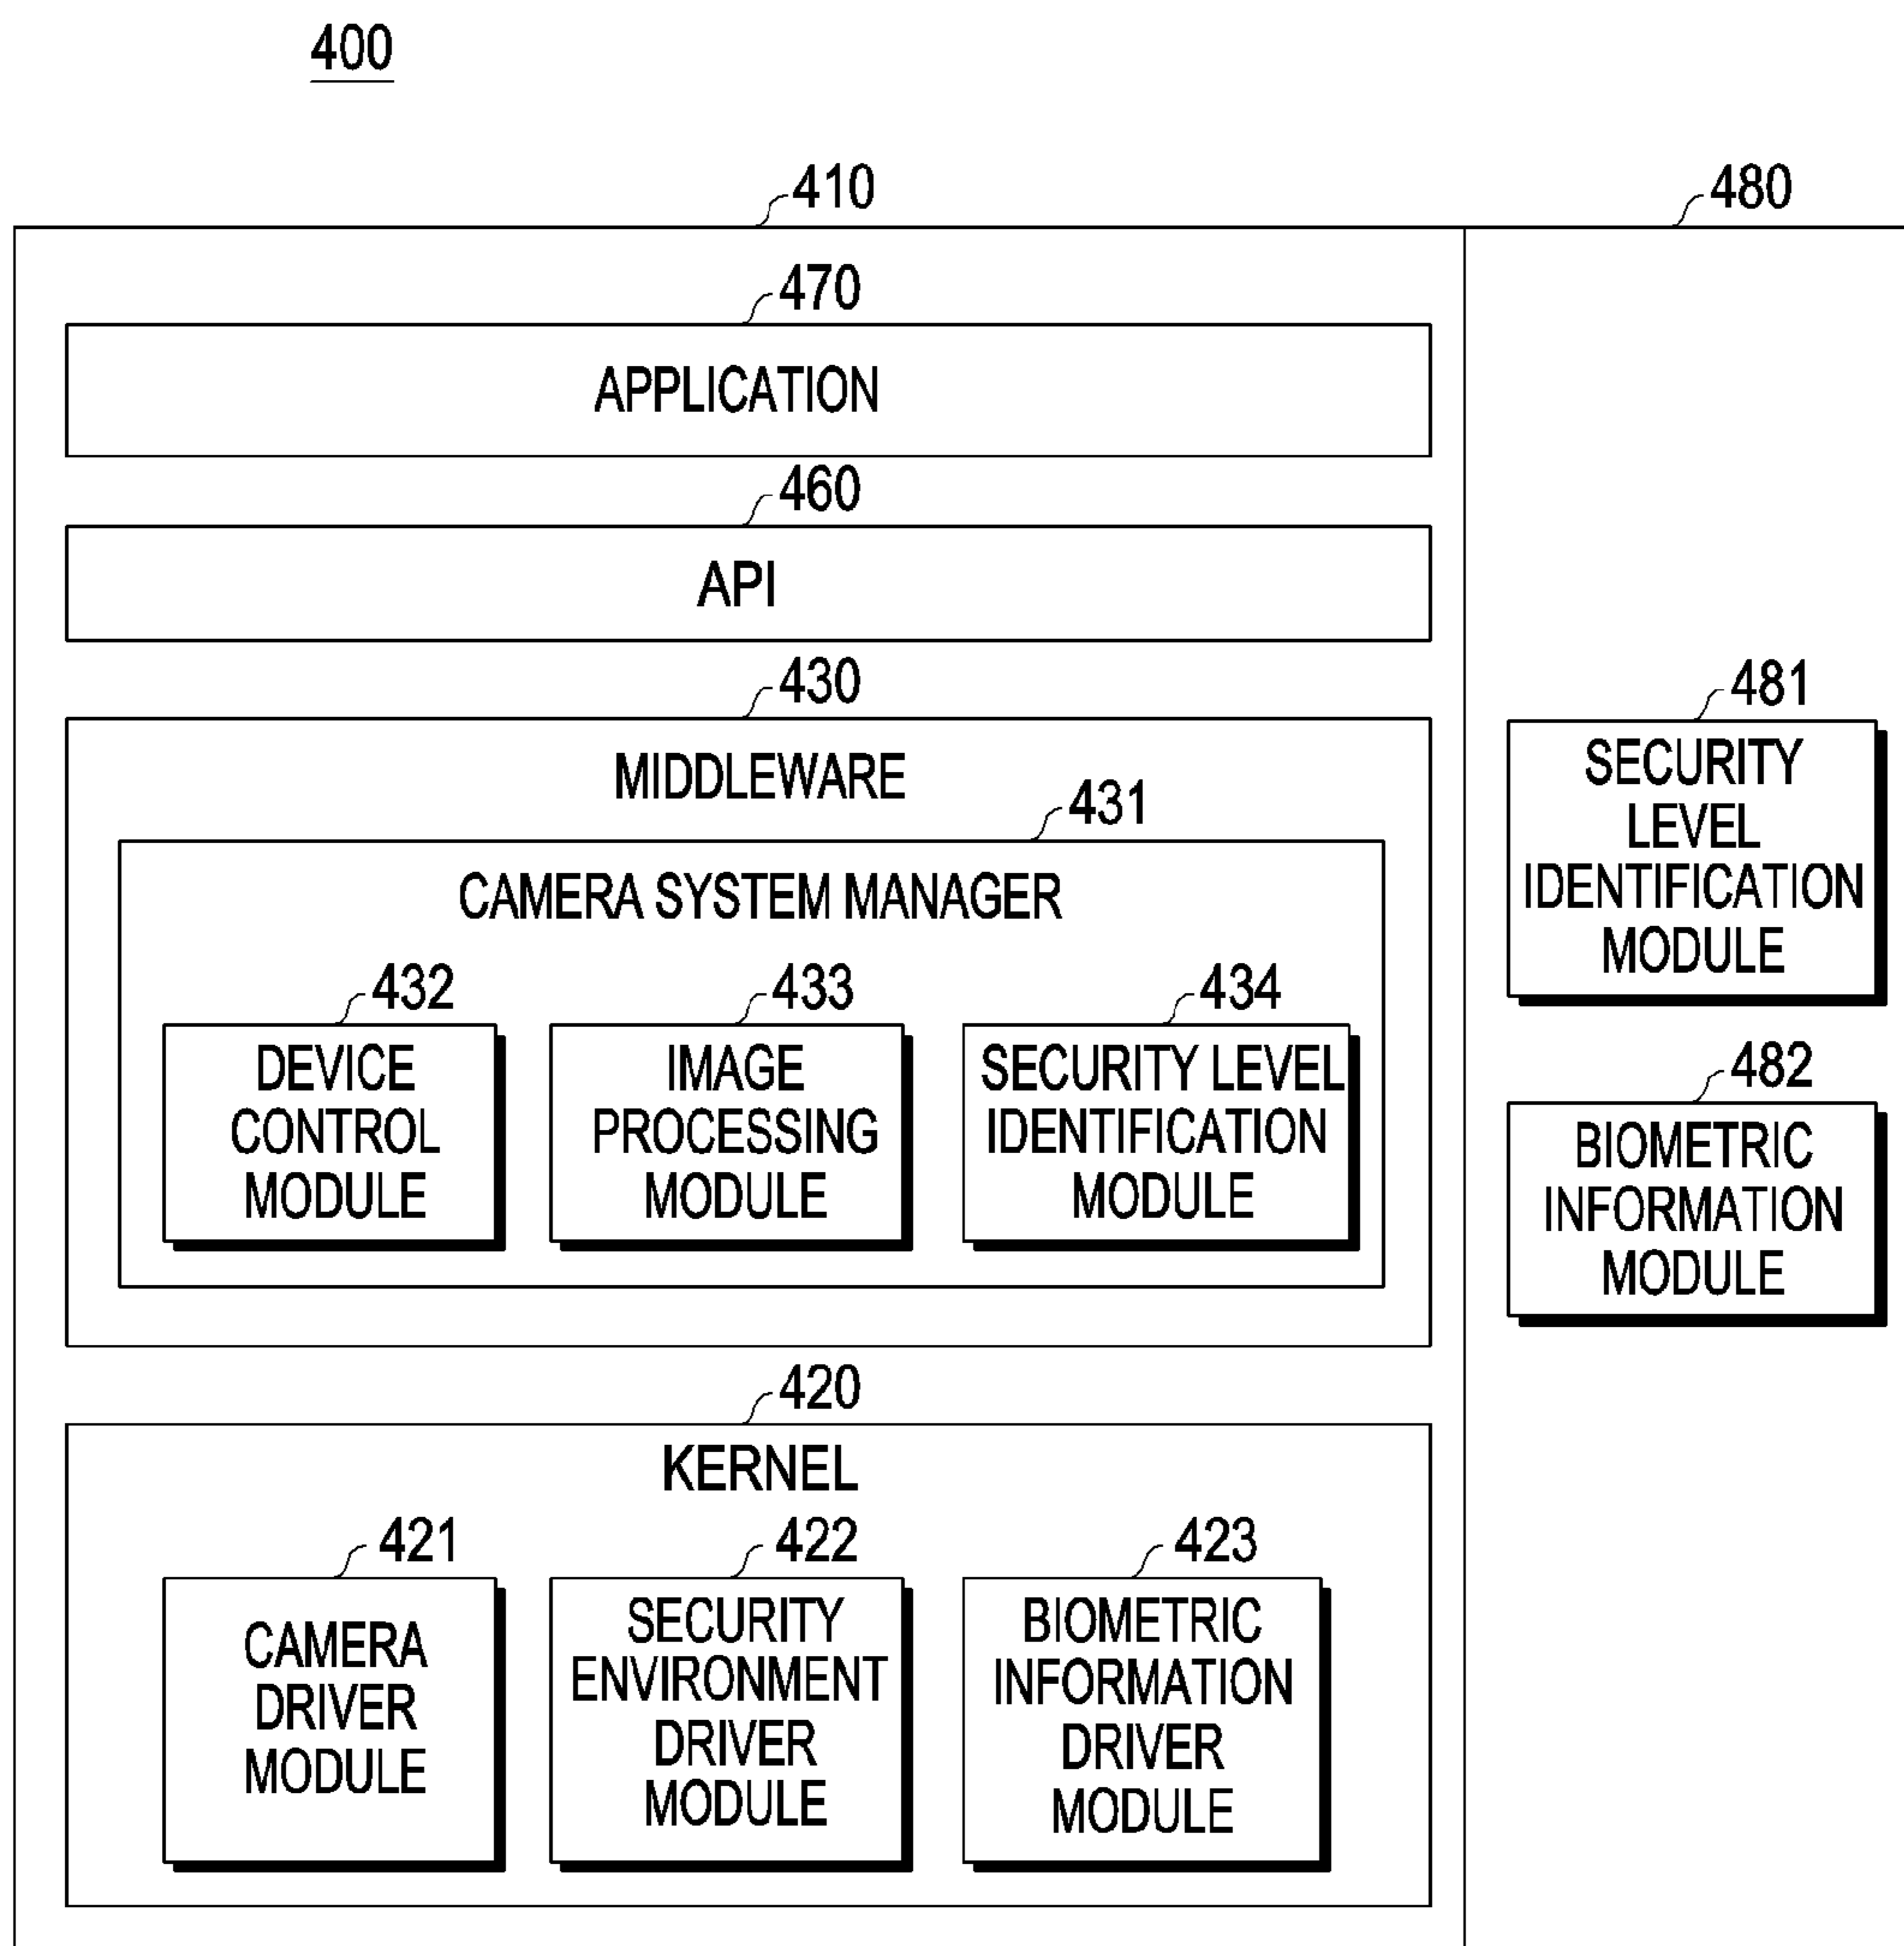 400
410
480
470
APPLICATION
460
API
430
MIDDLEWARE
431
CAMERA SYSTEM MANAGER
432
DEVICE
CONTROL
MODULE
433
IMAGE
PROCESSING
MODULE
434
SECURITY LEVEL
IDENTIFICATION
MODULE
481
SECURITY
LEVEL
IDENTIFICATION
MODULE
482
BIOMETRIC
INFORMATION
MODULE
420
KERNEL
421
CAMERA
DRIVER
MODULE
422
SECURITY
ENVIRONMENT
DRIVER
MODULE
423
BIOMETRIC
INFORMATION
DRIVER
MODULE